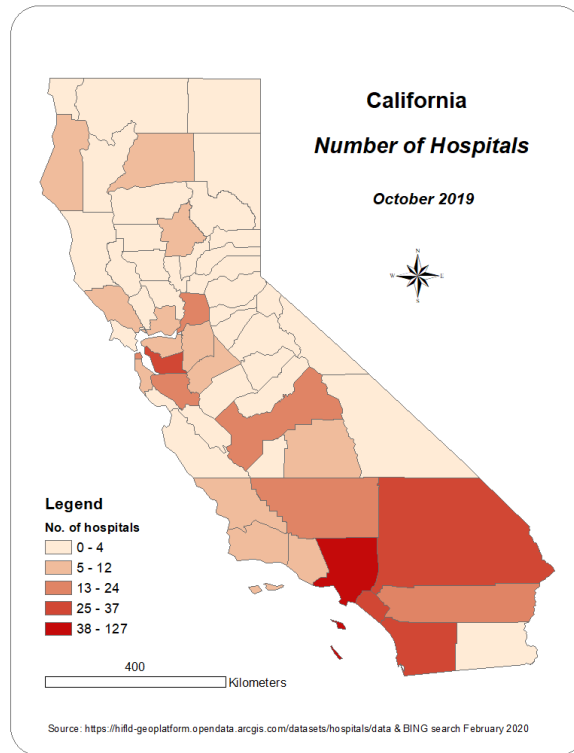 California
Number of Hospitals
October 2019
N
W
E
S
Legend
No. of hospitals
0 - 4
5 - 12
13 - 24
25 - 37
38 - 127
400
Kilometers
Source: https://hifld-geoplatform.opendata.arcgis.com/datasets/hospitals/data & BING search February 2020